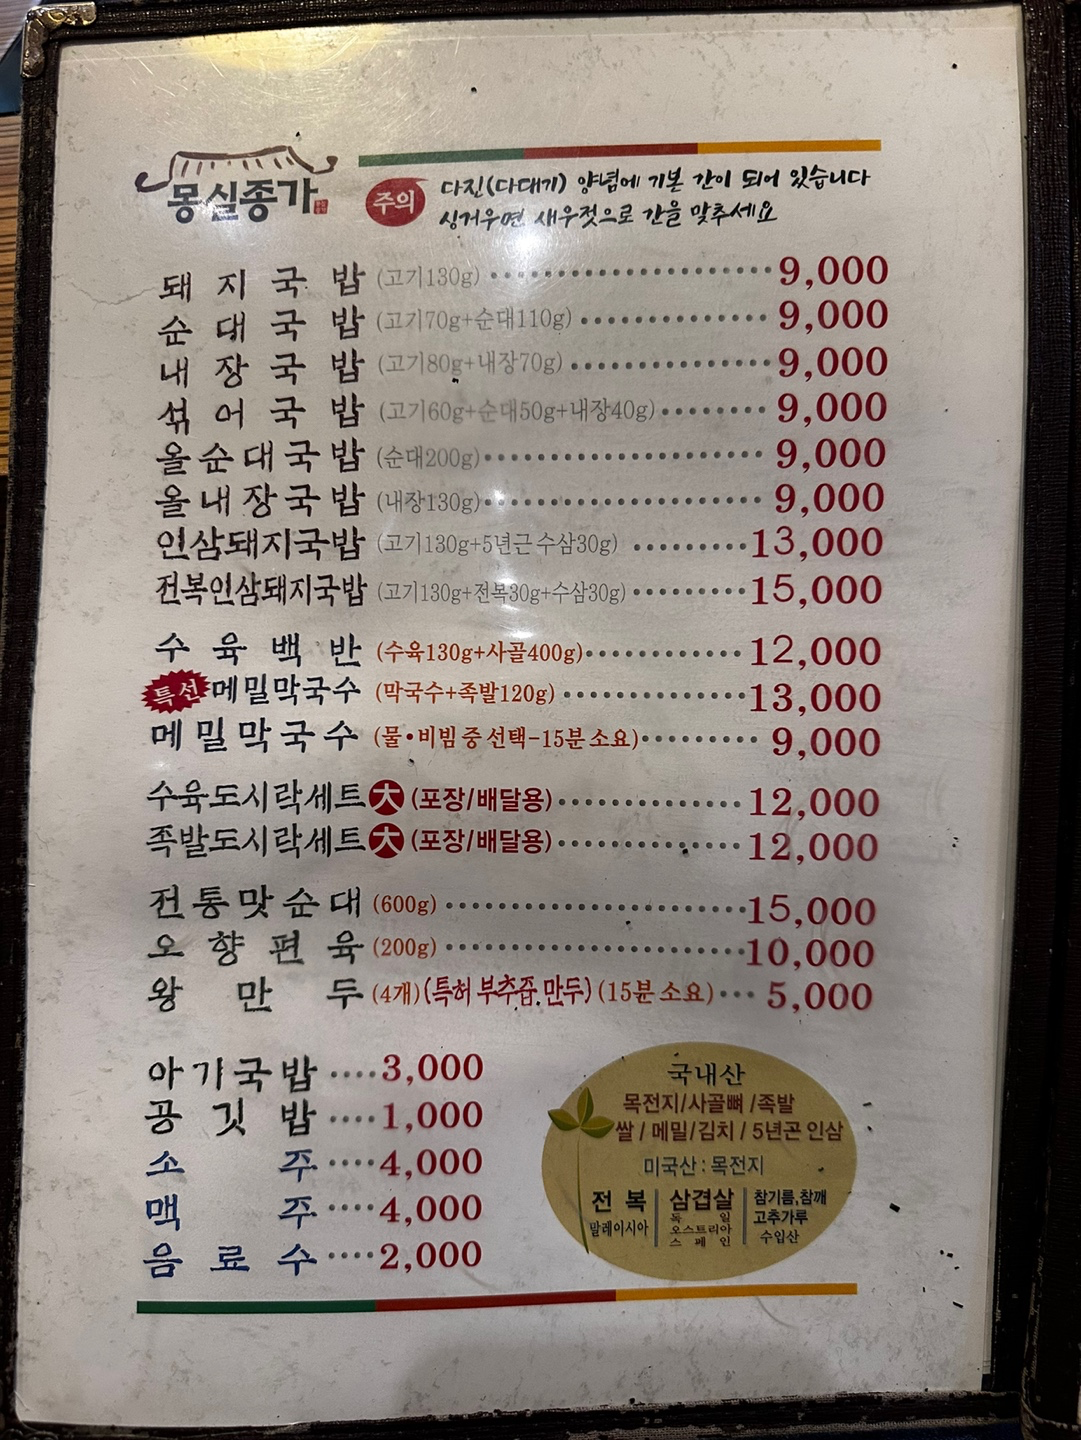 몽실종가
주의 다진(다대기) 양념에 기본 간이 되어 있습니다
싱거우면 새우젓으로 간을 맞추세요
돼지국밥 (고기130g) 9,000
순대국밥 (고기70g+순대110g) 9,000
내장국밥 (고기80g+내장70g) 9,000
섞어국밥 (고기60g+순대50g+내장40g) 9,000
올순대국밥 (순대200g) 9,000
올내장국밥 (내장130g) 9,000
인삼돼지국밥 (고기130g+5년근 수삼30g) 13,000
전복인삼돼지국밥 (고기130g+전복30g+수삼30g) 15,000
수육백반 (수육130g+사골400g) 12,000
특선 메밀막국수 (막국수+족발120g) 13,000
메밀막국수 (물•비빔 중 선택-15분 소요) 9,000
수육도시락세트 大 (포장/배달용) 12,000
족발도시락세트 大 (포장/배달용) 12,000
전통맛순대 (600g) 15,000
오향편육 (200g) 10,000
왕만두 (4개)(특허 부추즙.만두) (15분 소요) 5,000
아기국밥 3,000
공깃밥 1,000
소주 4,000
맥주 4,000
음료수 2,000
국내산
목전지/사골뼈 /족발
쌀 / 메밀/김치 / 5년곤 인삼
미국산 : 목전지
전복
말레이시아
삼겹살
독일
오스트리아
스페인
참기름,참깨
고추가루
수입산